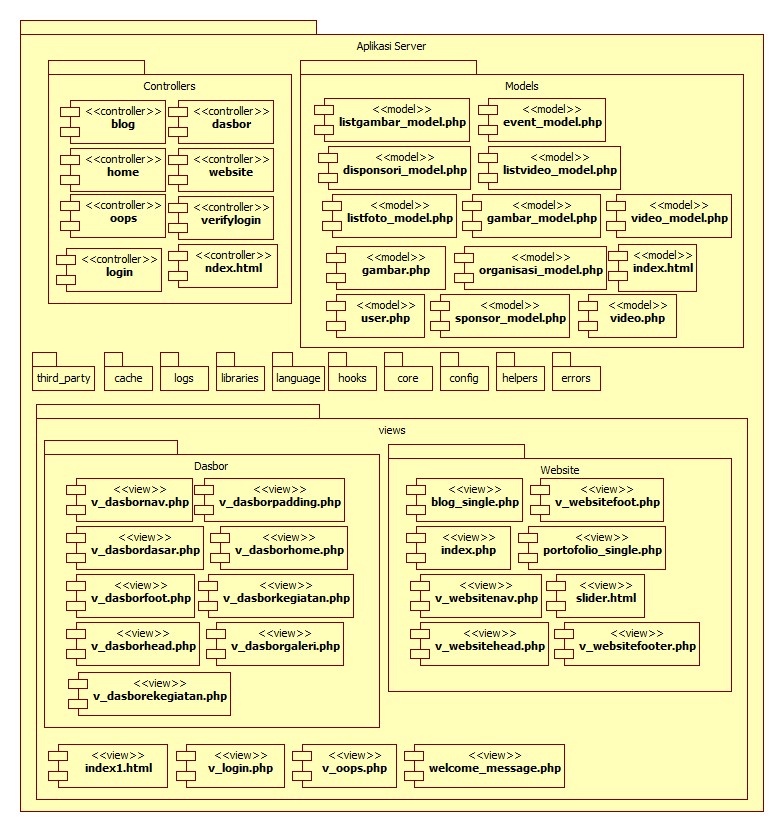 Aplikasi Server
Controllers
<<controller>>
blog
<<controller>>
dasbor
<<controller>>
home
<<controller>>
website
<<controller>>
oops
<<controller>>
verifylogin
<<controller>>
login
<<controller>>
ndex.html
Models
<<model>>
listgambar_model.php
<<model>>
event_model.php
<<model>>
disponsori_model.php
<<model>>
listvideo_model.php
<<model>>
listfoto_model.php
<<model>>
gambar_model.php
<<model>>
video_model.php
<<model>>
gambar.php
<<model>>
organisasi_model.php
<<model>>
index.html
<<model>>
user.php
<<model>>
sponsor_model.php
<<model>>
video.php
third_party
cache
logs
libraries
language
hooks
core
config
helpers
errors
views
Dasbor
<<view>>
v_dasbornav.php
<<view>>
v_dasborpadding.php
<<view>>
v_dasbordasar.php
<<view>>
v_dasborhome.php
<<view>>
v_dasborfoot.php
<<view>>
v_dasborkegiatan.php
<<view>>
v_dasborhead.php
<<view>>
v_dasborgaleri.php
<<view>>
v_dasborekegiatan.php
Website
<<view>>
blog_single.php
<<view>>
v_websitefoot.php
<<view>>
index.php
<<view>>
portofolio_single.php
<<view>>
v_websitenav.php
<<view>>
slider.html
<<view>>
v_websitehead.php
<<view>>
v_websitefooter.php
<<view>>
index1.html
<<view>>
v_login.php
<<view>>
v_oops.php
<<view>>
welcome_message.php